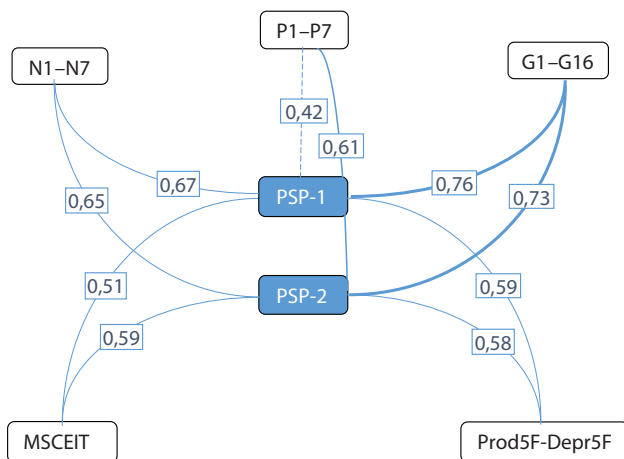 P1–P7
N1–N7
G1–G16
0,42
0,61
0,67
PSP-1
0,76
0,65
0,73
0,51
PSP-2
0,59
0,59
0,58
MSCEIT
Prod5F-Depr5F